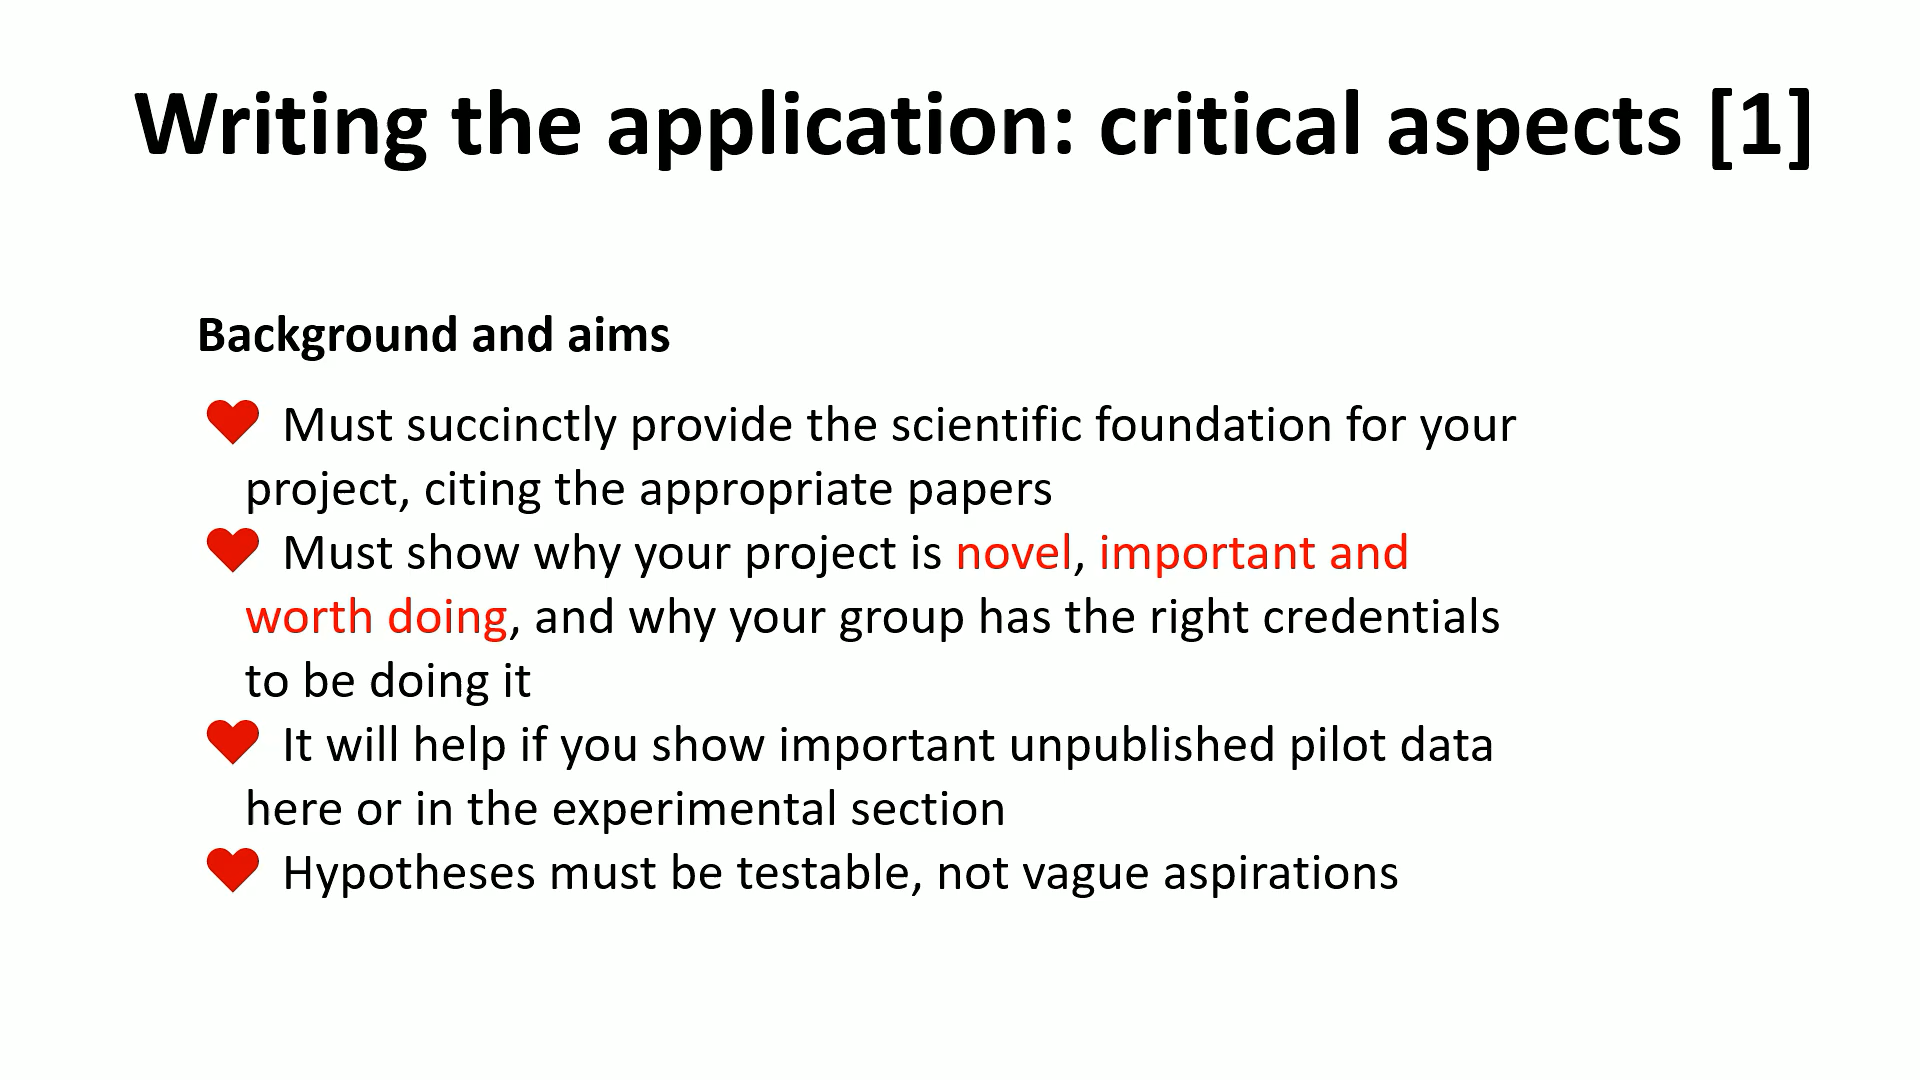 Writing the application: critical aspects [1]
Background and aims
Must succinctly provide the scientific foundation for your
project, citing the appropriate papers
Must show why your project is novel, important and
worth doing, and why your group has the right credentials
to be doing it
It will help if you show important unpublished pilot data
here or in the experimental section
Hypotheses must be testable, not vague aspirations